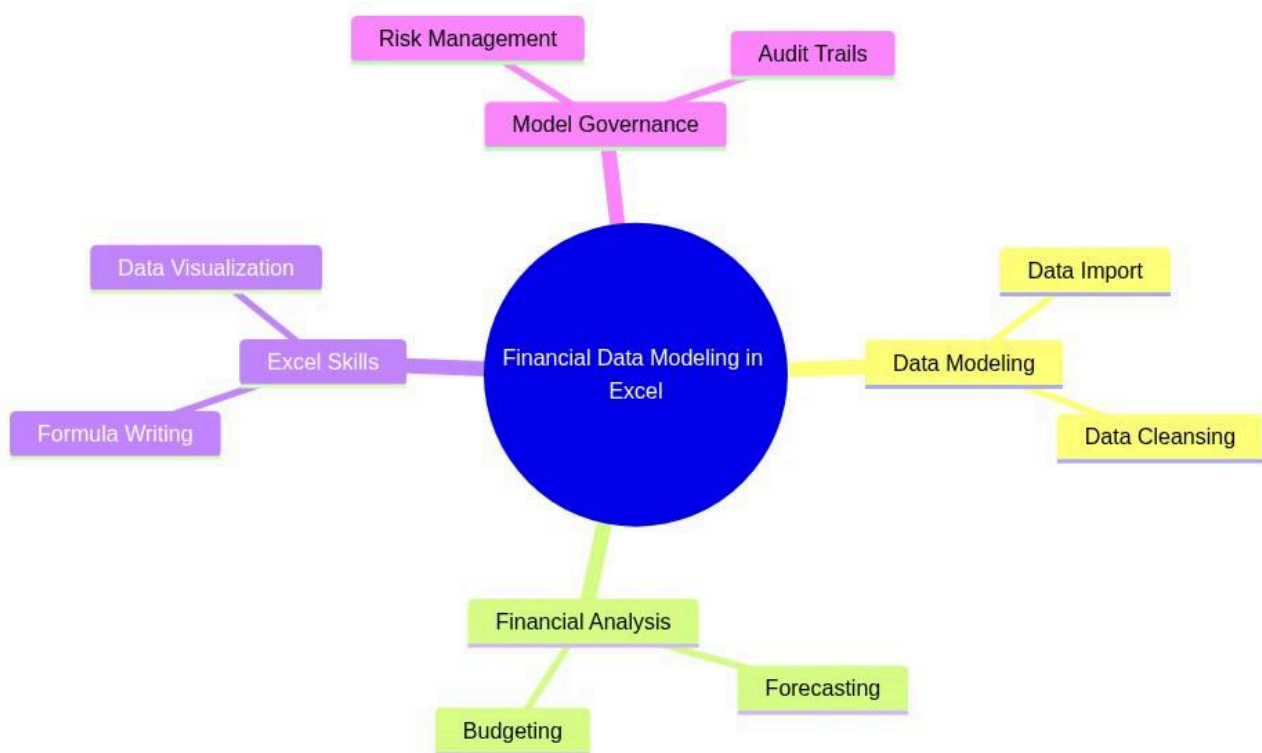 Risk Management
Audit Trails
Model Governance
Data Visualization
Data Import
Financial Data Modeling in
Excel
Excel Skills
Data Modeling
Formula Writing
Data Cleansing
Financial Analysis
Forecasting
Budgeting